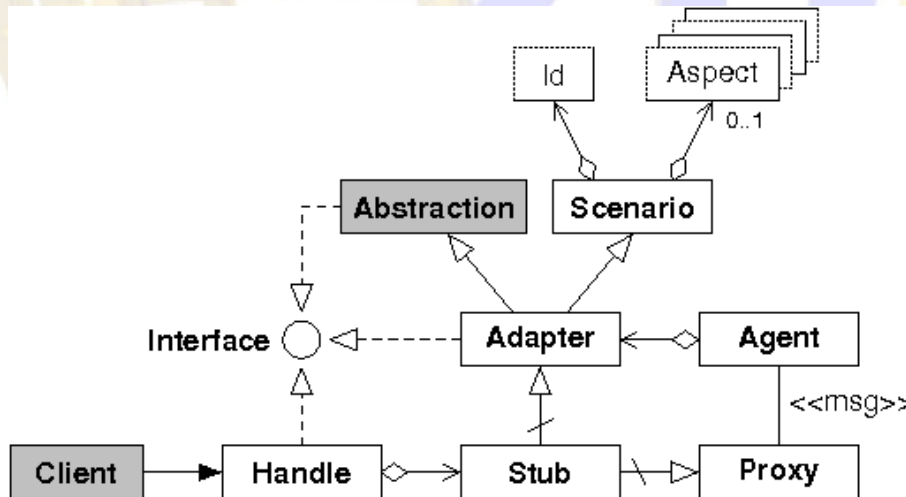 Id
Aspect
0..1
Abstraction
Scenario
Interface
Adapter
Agent
<<msg>>
Client
Handle
Stub
Proxy